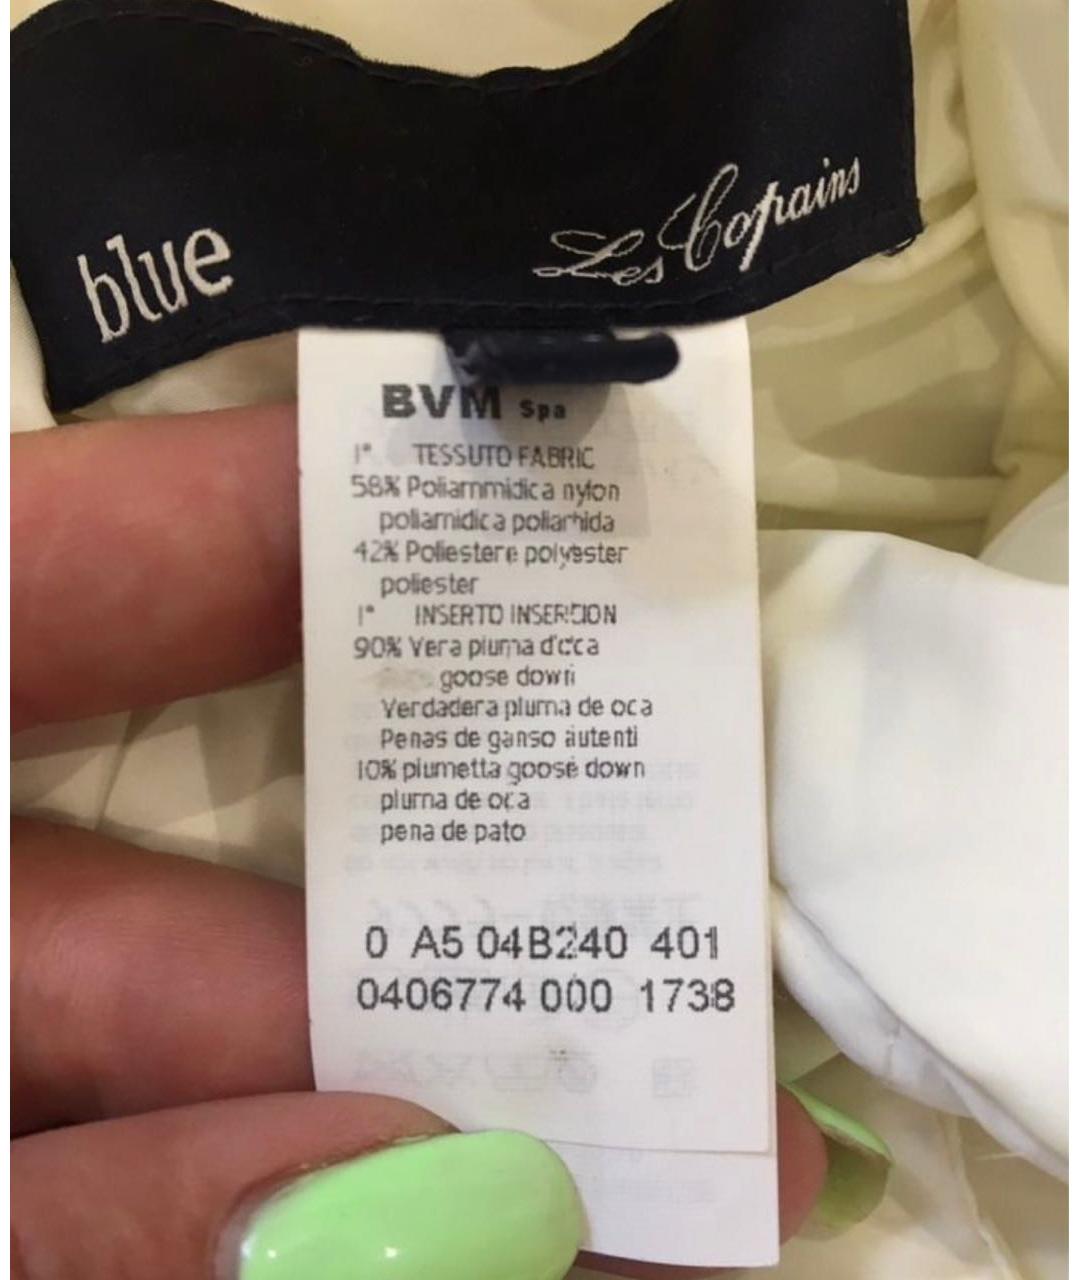 blue
Les Copains
BVM Spa
1° TESSUTO FABRIC
58% Poliammidica nylon
poliamidica poliamida
42% Poliestere polyester
poliester
1° INSERTO INSERCION
90% Vera piuma d'oca
goose down
Verdadera pluma de oca
Penas de ganso autenti
10% piumetta goose down
pluma de oca
pena de pato
0 A5 04B240 401
0406774 000 1738